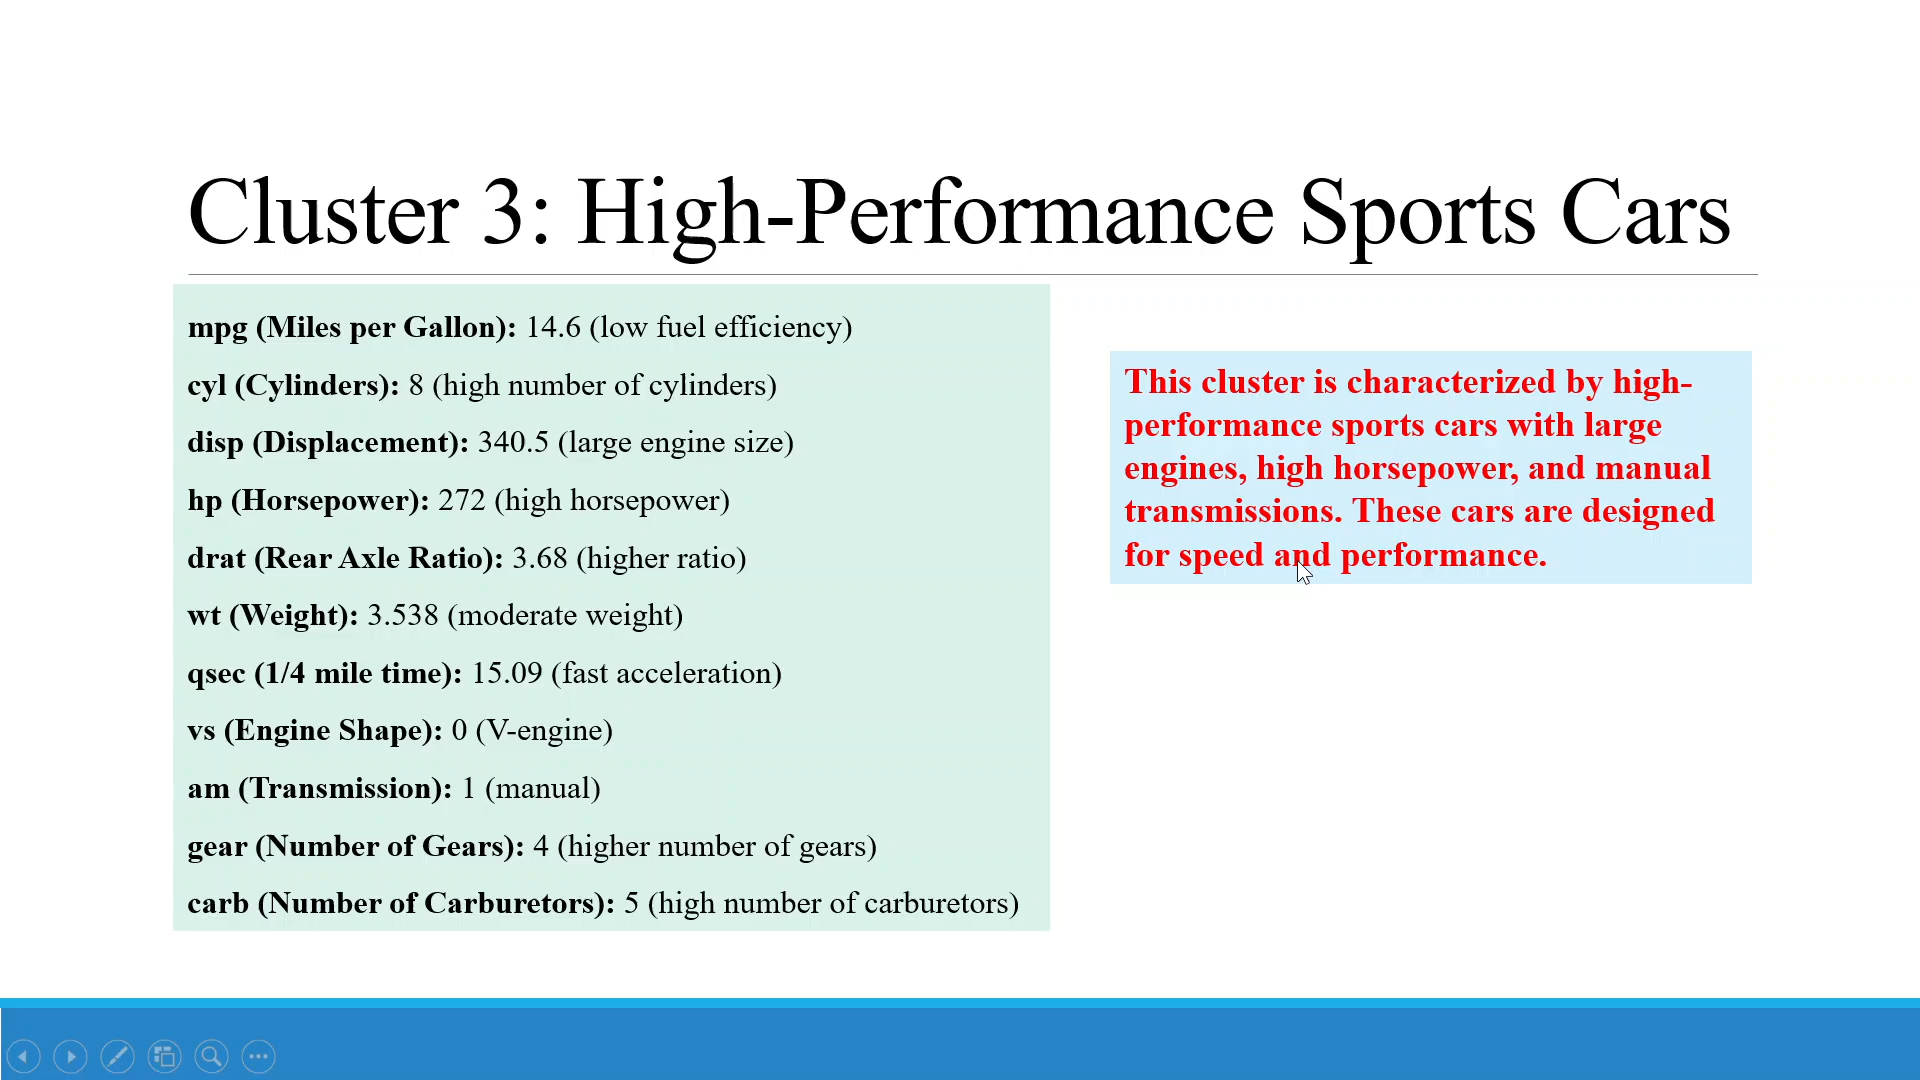 Cluster 3: High-Performance Sports Cars
mpg (Miles per Gallon): 14.6 (low fuel efficiency)
cyl (Cylinders): 8 (high number of cylinders)
disp (Displacement): 340.5 (large engine size)
hp (Horsepower): 272 (high horsepower)
drat (Rear Axle Ratio): 3.68 (higher ratio)
wt (Weight): 3.538 (moderate weight)
qsec (1/4 mile time): 15.09 (fast acceleration)
vs (Engine Shape): 0 (V-engine)
am (Transmission): 1 (manual)
gear (Number of Gears): 4 (higher number of gears)
carb (Number of Carburetors): 5 (high number of carburetors)
This cluster is characterized by high-
performance sports cars with large
engines, high horsepower, and manual
transmissions. These cars are designed
for speed and performance.